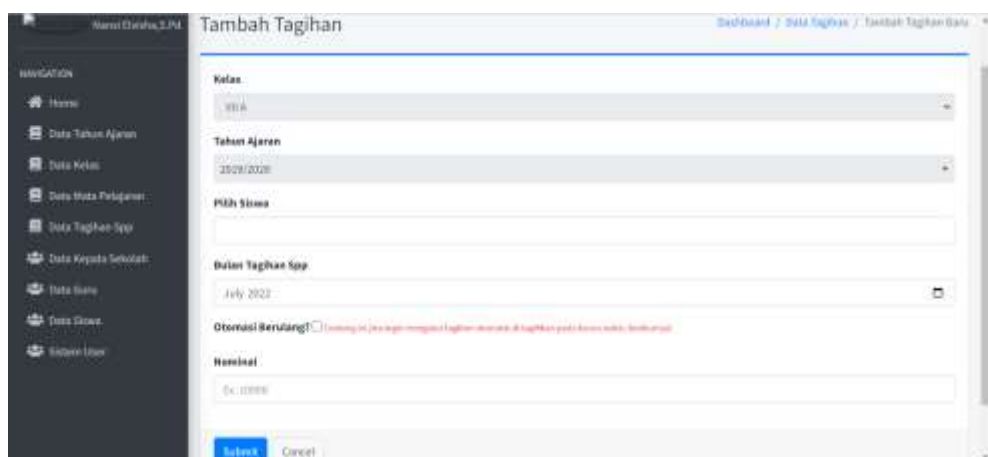 Tambah Tagihan
Dashboard / Data Tagihan / Tambah Tagihan Baru
NAVIGATION
Home
Data Tahun Ajaran
Data Kelas
Data Mata Pelajaran
Data Tagihan Spp
Data Kepala Sekolah
Data Guru
Data Siswa
Sistem User
Kelas
Tahun Ajaran
2019/2020
Pilih Siswa
Bulan Tagihan Spp
July 2022
Otomasi Berulang?
Nominal
Submit
Cancel